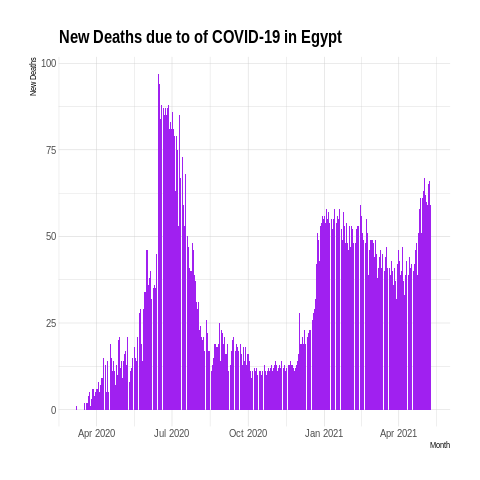 New Deaths due to of COVID-19 in Egypt
New Deaths
100
75
50
25
0
Apr 2020 Jul 2020 Oct 2020 Jan 2021 Apr 2021
Month